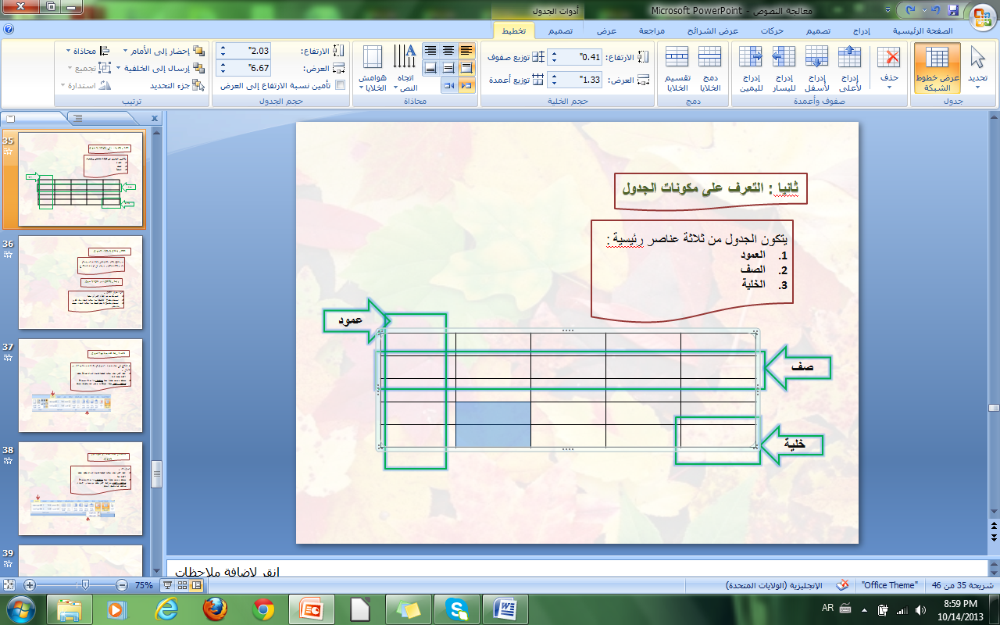 معالجة النصوص - Microsoft PowerPoint
أدوات الجدول
الصفحة الرئيسية
إدراج
تصميم
حركات
عرض الشرائح
مراجعة
عرض
تصميم
تخطيط
تحديد
عرض خطوط الشبكة
جدول
حذف
إدراج لأعلى
إدراج لأسفل
إدراج لليسار
إدراج لليمين
صفوف وأعمدة
دمج الخلايا
تقسيم الخلايا
دمج
الارتفاع: 0.41"
توزيع صفوف
العرض: 1.33"
توزيع أعمدة
حجم الخلية
اتجاه النص
هوامش الخلايا
محاذاة
الارتفاع: 2.03"
العرض: 6.67"
تأمين نسبة الارتفاع إلى العرض
حجم الجدول
إحضار إلى الأمام
إرسال إلى الخلفية
جزء التحديد
محاذاة
تجميع
استدارة
ترتيب
35
36
37
38
39
ثانيا : التعرف على مكونات الجدول
يتكون الجدول من ثلاثة عناصر رئيسية :
1. العمود
2. الصف
3. الخلية
عمود
صف
خلية
انقر لإضافة ملاحظات
شريحة 35 من 46
"Office Theme"
الإنجليزية (الولايات المتحدة)
75%
AR
8:59 PM
10/14/2013